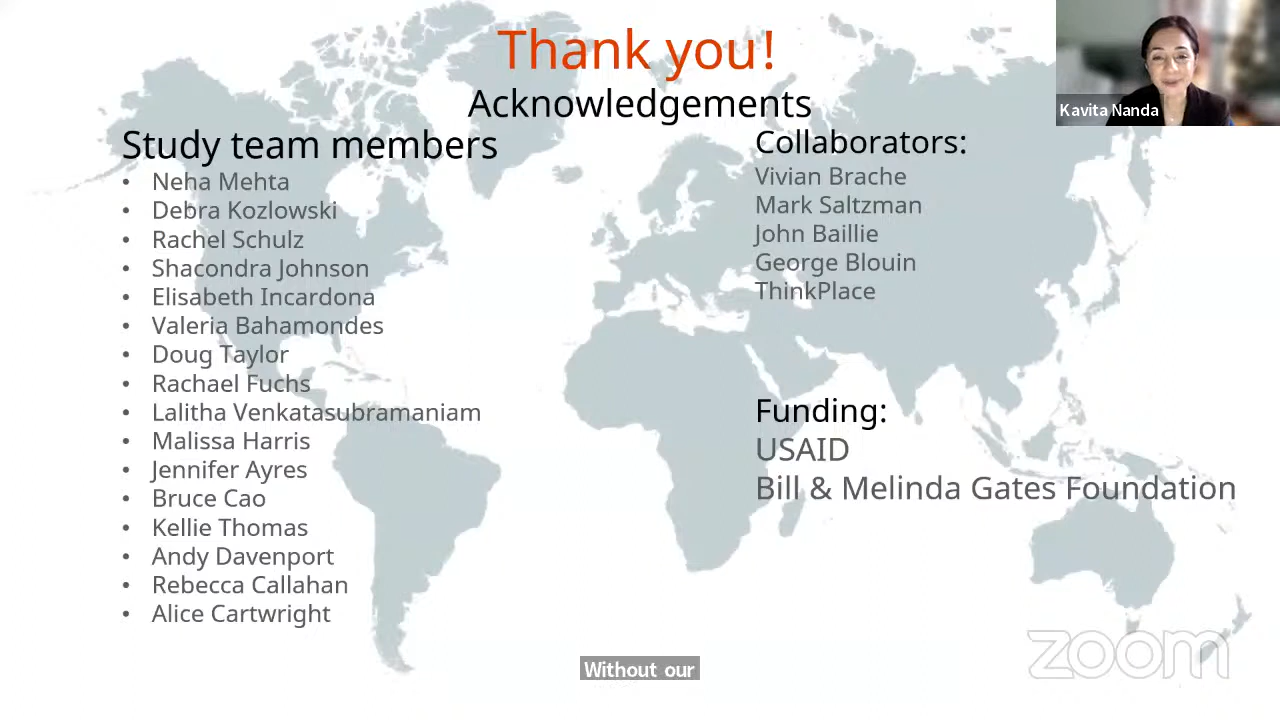 Thank you!
Acknowledgements
Kavita Nanda
Study team members
• Neha Mehta
• Debra Kozlowski
• Rachel Schulz
• Shacondra Johnson
• Elisabeth Incardona
• Valeria Bahamondes
• Doug Taylor
• Rachael Fuchs
• Lalitha Venkatasubramaniam
• Malissa Harris
• Jennifer Ayres
• Bruce Cao
• Kellie Thomas
• Andy Davenport
• Rebecca Callahan
• Alice Cartwright
Collaborators:
Vivian Brache
Mark Saltzman
John Baillie
George Blouin
ThinkPlace
Funding:
USAID
Bill & Melinda Gates Foundation
zoom
Without our